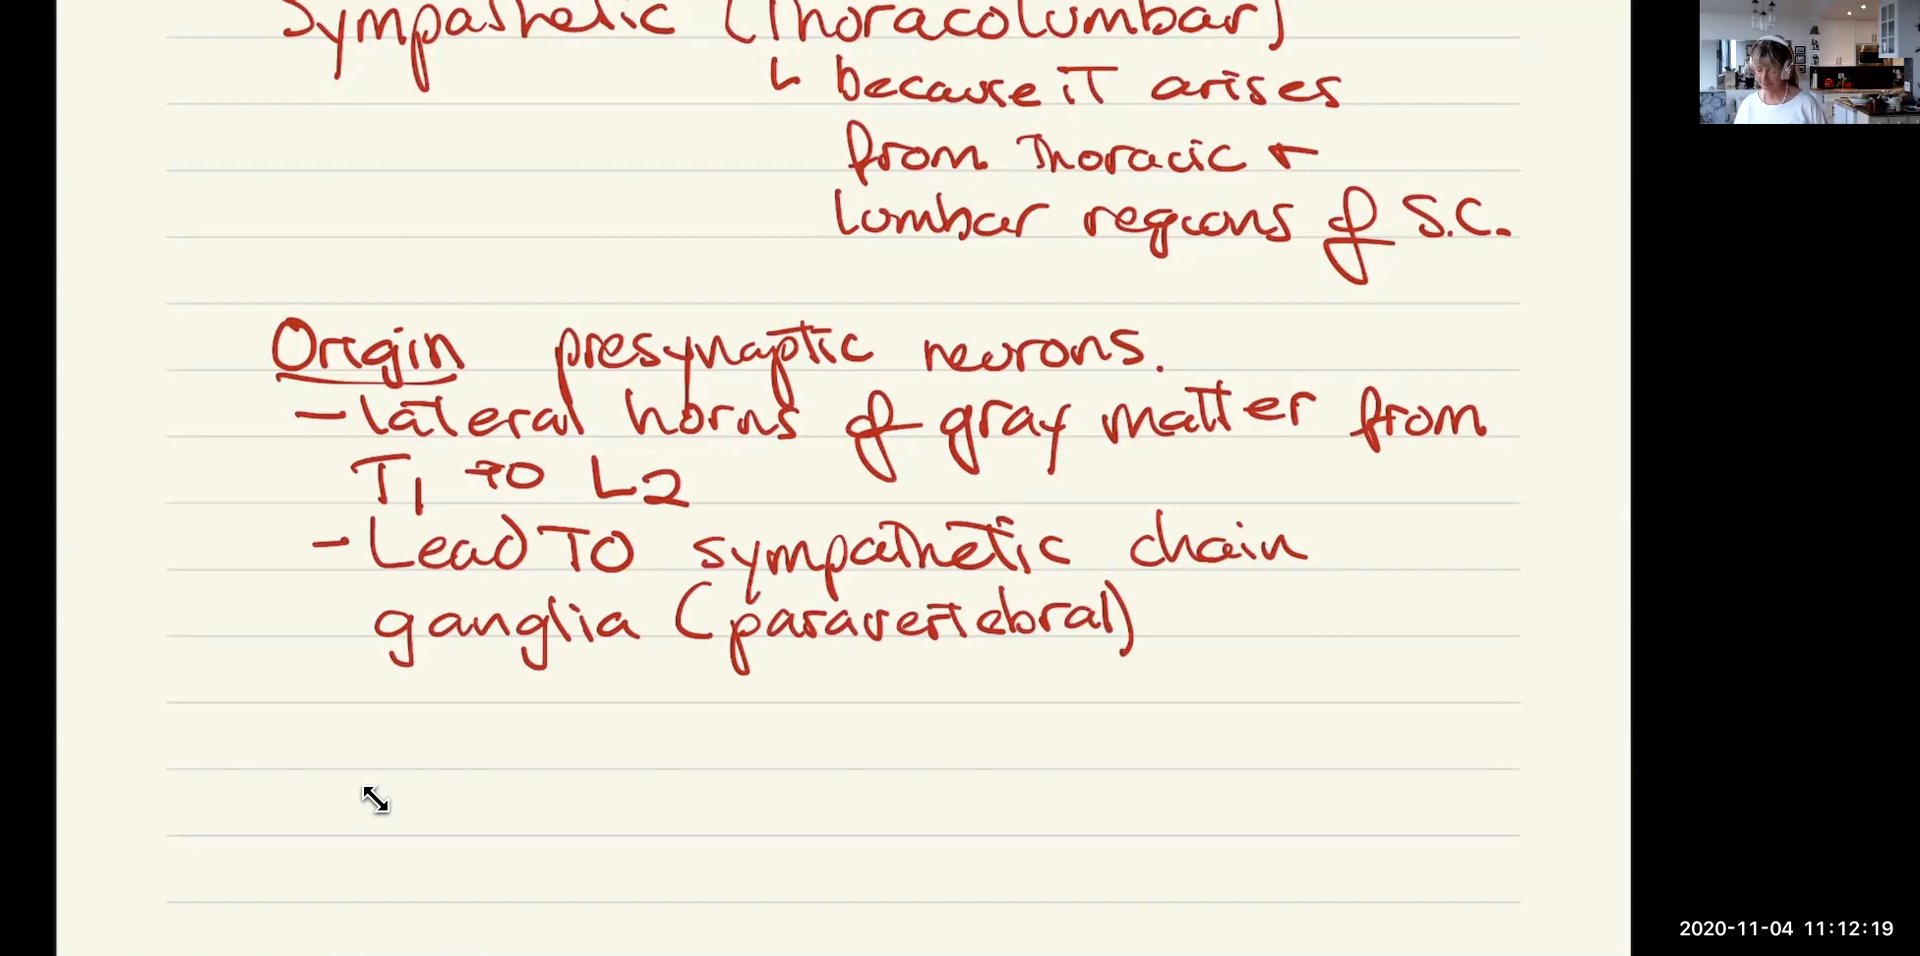 Sympathetic (Thoracolumbar)
↳ because iT arises
from Thoracic +
lumbar regions of S.C.
Origin presynaptic neurons.
- lateral horns of gray matter from
T1 to L2
- Lead TO sympathetic chain
ganglia (paravertebral)
2020-11-04 11:12:19